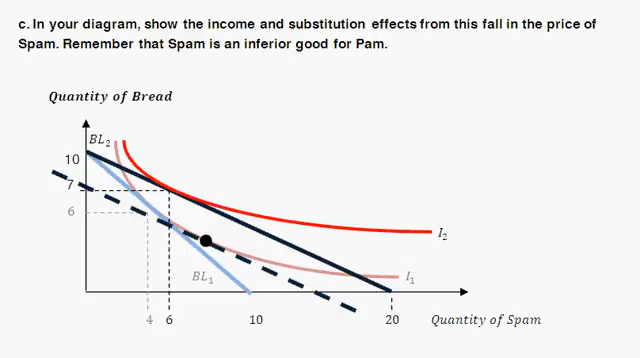 c. In your diagram, show the income and substitution effects from this fall in the price of
Spam. Remember that Spam is an inferior good for Pam.
Quantity of Bread
BL₂
10
7
6
I₂
BL₁
I₁
4 6 10 20 Quantity of Spam